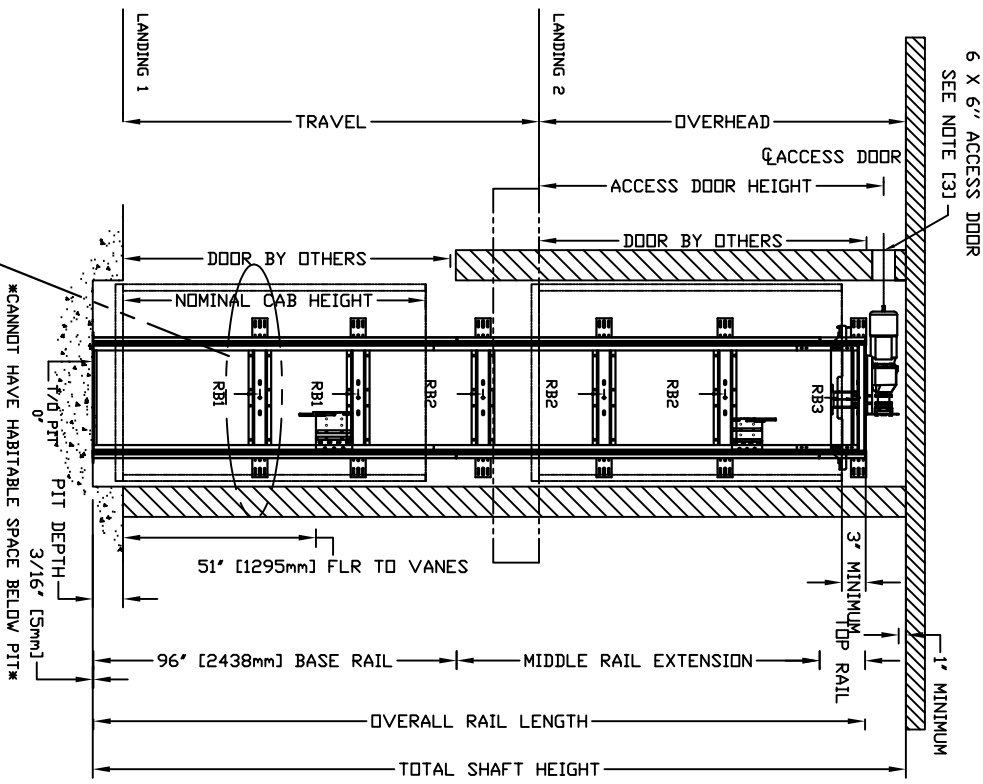 6 X 6" ACCESS DOOR
SEE NOTE [3]
LANDING 1
LANDING 2
TRAVEL
OVERHEAD
℄ACCESS DOOR
ACCESS DOOR HEIGHT
DOOR BY OTHERS
DOOR BY OTHERS
NOMINAL CAB HEIGHT
RB1
RB1
RB2
RB2
RB2
RB3
T/O PIT
0"
*CANNOT HAVE HABITABLE SPACE BELOW PIT*
PIT DEPTH
3/16" [5mm]
51" [1295mm] FLR TO VANES
3" MINIMUM
TOP RAIL
1" MINIMUM
96" [2438mm] BASE RAIL
MIDDLE RAIL EXTENSION
OVERALL RAIL LENGTH
TOTAL SHAFT HEIGHT